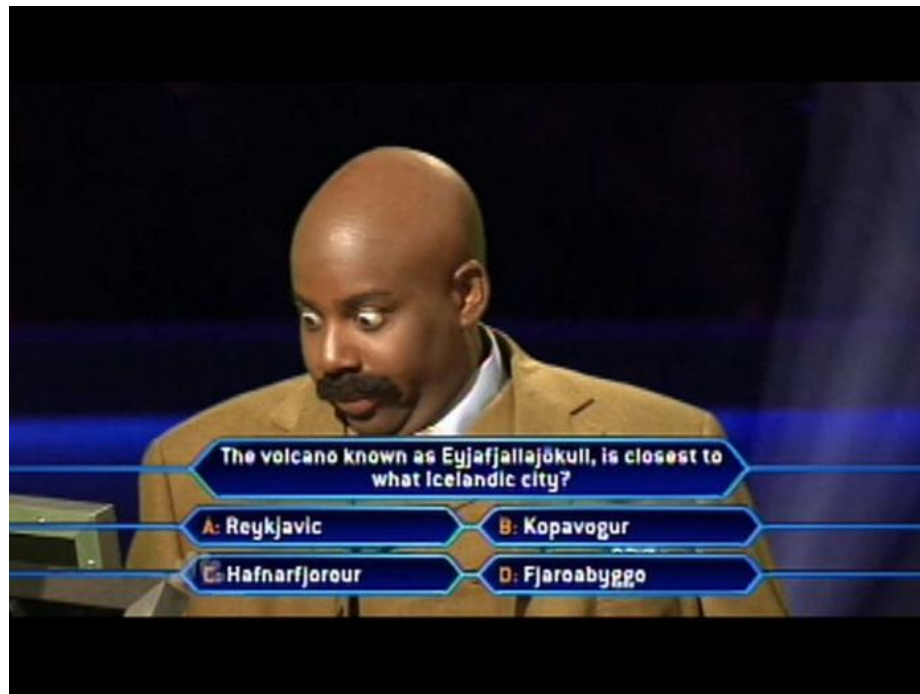 The volcano known as Eyjafjallajökull, is closest to
what Icelandic city?
A: Reykjavic
B: Kopavogur
C: Hafnarfjorour
D: Fjaroabyggo